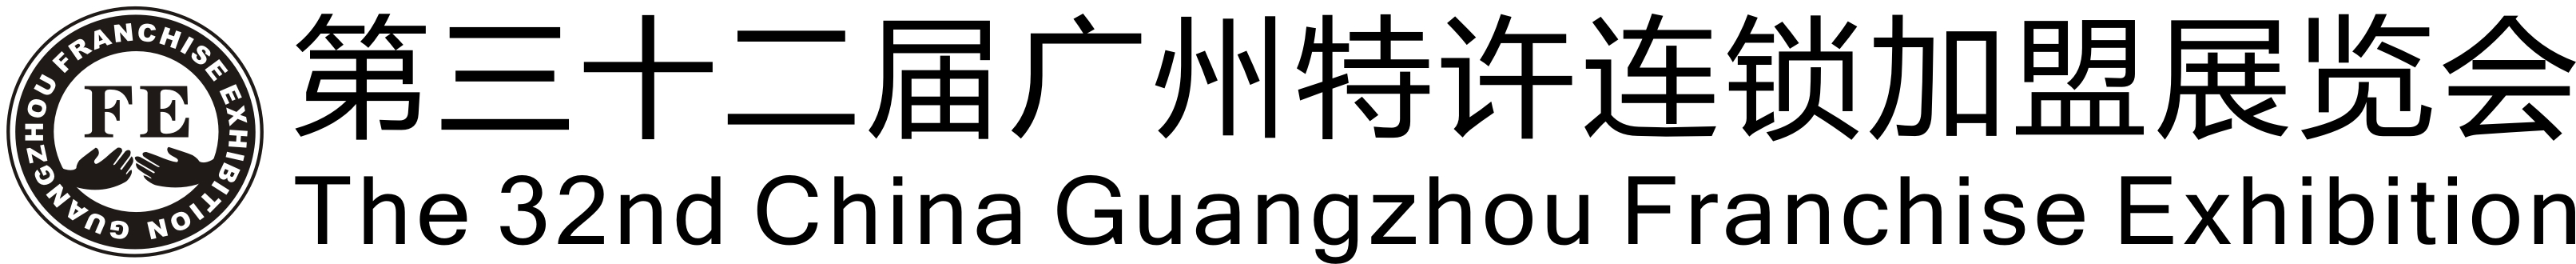 GUANGZHOU FRANCHISE EXHIBITION
FE
第三十二届广州特许连锁加盟展览会
The 32nd China Guangzhou Franchise Exhibition